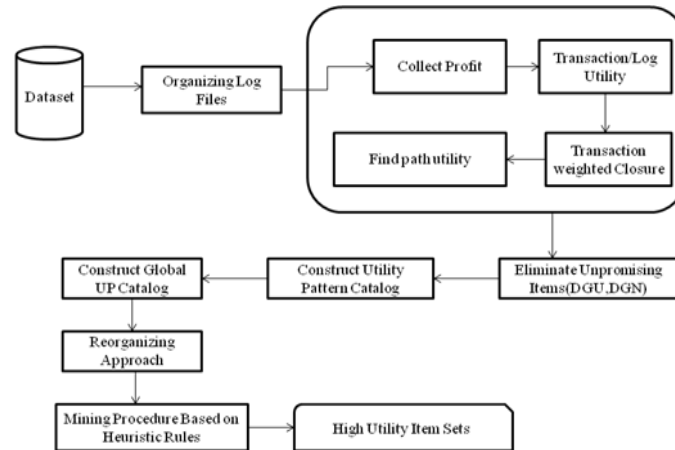 Dataset
Organizing Log
Files
Collect Profit
Transaction/Log
Utility
Find path utility
Transaction
weighted Closure
Construct Global
UP Catalog
Construct Utility
Pattern Catalog
Eliminate Unpromising
Items(DGU,DGN)
Reorganizing
Approach
Mining Procedure Based on
Heuristic Rules
High Utility Item Sets